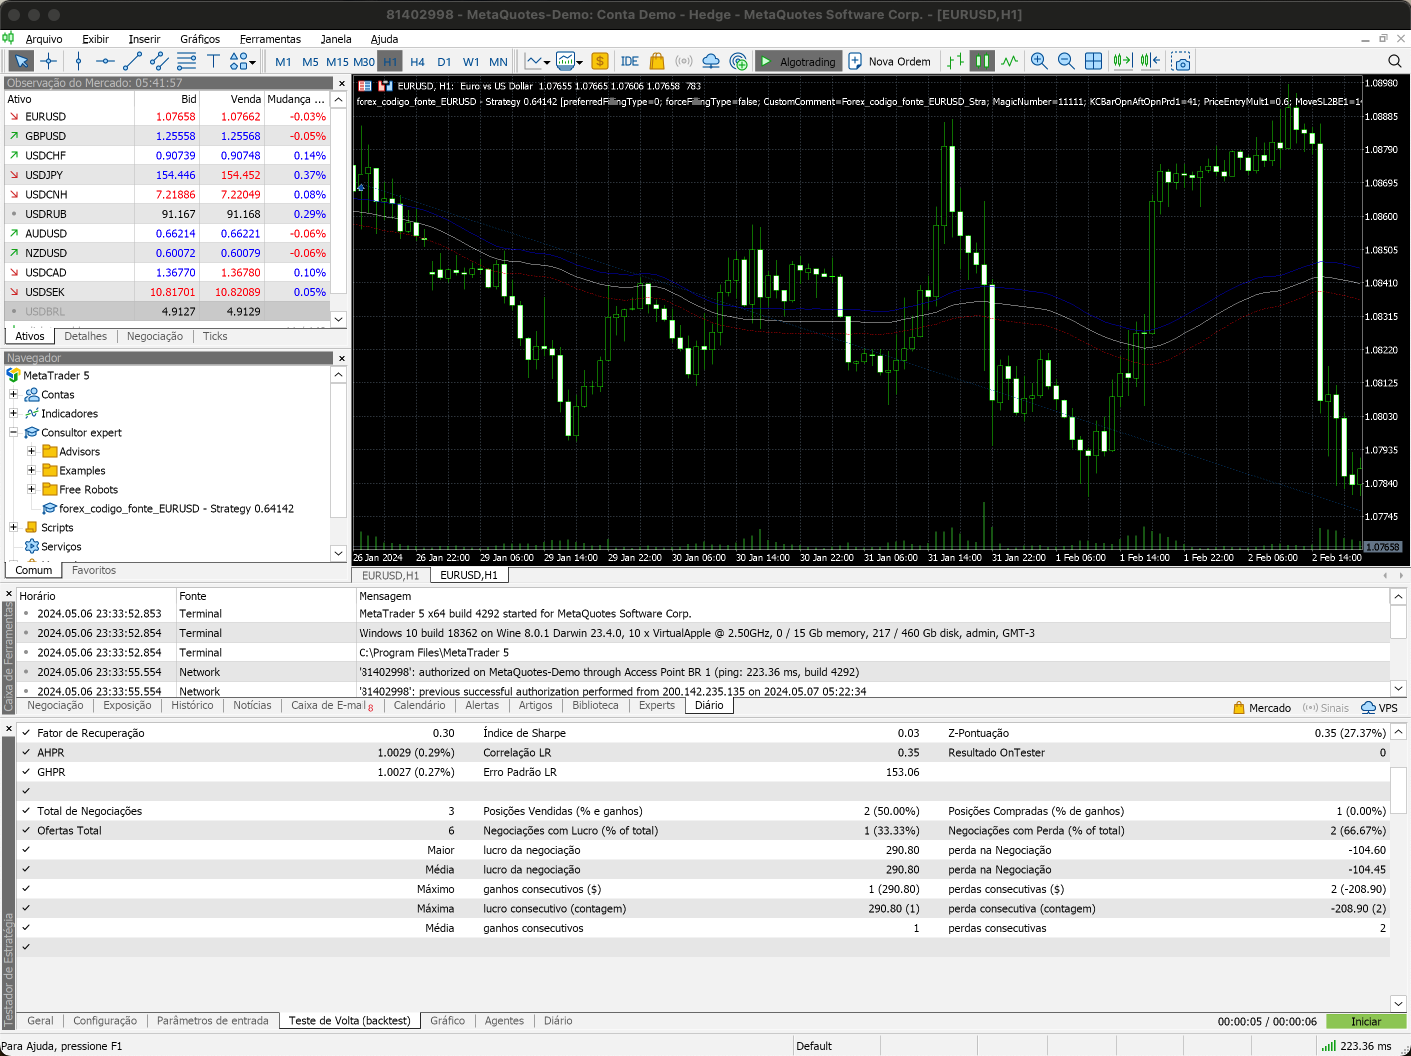 81402998 - MetaQuotes-Demo: Conta Demo - Hedge - MetaQuotes Software Corp. - [EURUSD,H1]
Arquivo Exibir Inserir Gráficos Ferramentas Janela Ajuda
M1 M5 M15 M30 H1 H4 D1 W1 MN IDE Algotrading Nova Ordem
Observação do Mercado: 05:41:57
Ativo Bid Venda Mudança ...
EURUSD 1.07658 1.07662 -0.03%
GBPUSD 1.25558 1.25568 -0.05%
USDCHF 0.90739 0.90748 0.14%
USDJPY 154.446 154.452 0.37%
USDCNH 7.21886 7.22049 0.08%
USDRUB 91.167 91.168 0.29%
AUDUSD 0.66214 0.66221 -0.06%
NZDUSD 0.60072 0.60079 -0.06%
USDCAD 1.36770 1.36780 0.10%
USDSEK 10.81701 10.82089 0.05%
USDBRL 4.9127 4.9129
Ativos Detalhes Negociação Ticks
Navegador
MetaTrader 5
Contas
Indicadores
Consultor expert
Advisors
Examples
Free Robots
forex_codigo_fonte_EURUSD - Strategy 0.64142
Scripts
Serviços
Comum Favoritos
EURUSD, H1: Euro vs US Dollar 1.07655 1.07665 1.07606 1.07658 783
forex_codigo_fonte_EURUSD - Strategy 0.64142 [preferredFillingType=0; forceFillingType=false; CustomComment=Forex_codigo_fonte_EURUSD_Stra; MagicNumber=11111; KCBarOpnAftOpnPrd1=41; PriceEntryMult1=0.6; MoveSL2BE1=1
1.08980
1.08885
1.08790
1.08695
1.08600
1.08505
1.08410
1.08315
1.08220
1.08125
1.08030
1.07935
1.07840
1.07745
1.07658
26 Jan 2024 26 Jan 22:00 29 Jan 06:00 29 Jan 14:00 29 Jan 22:00 30 Jan 06:00 30 Jan 14:00 30 Jan 22:00 31 Jan 06:00 31 Jan 14:00 31 Jan 22:00 1 Feb 06:00 1 Feb 14:00 1 Feb 22:00 2 Feb 06:00 2 Feb 14:00
EURUSD,H1 EURUSD,H1
Caixa de Ferramentas
Horário Fonte Mensagem
2024.05.06 23:33:52.853 Terminal MetaTrader 5 x64 build 4292 started for MetaQuotes Software Corp.
2024.05.06 23:33:52.854 Terminal Windows 10 build 18362 on Wine 8.0.1 Darwin 23.4.0, 10 x VirtualApple @ 2.50GHz, 0 / 15 Gb memory, 217 / 460 Gb disk, admin, GMT-3
2024.05.06 23:33:52.854 Terminal C:\Program Files\MetaTrader 5
2024.05.06 23:33:55.554 Network '81402998': authorized on MetaQuotes-Demo through Access Point BR 1 (ping: 223.36 ms, build 4292)
2024.05.06 23:33:55.554 Network '81402998': previous successful authorization performed from 200.142.235.135 on 2024.05.07 05:22:34
Negociação Exposição Histórico Notícias Caixa de E-mail 8 Calendário Alertas Artigos Biblioteca Experts Diário Mercado Sinais VPS
Testador de Estratégia
Fator de Recuperação 0.30 Índice de Sharpe 0.03 Z-Pontuação 0.35 (27.37%)
AHPR 1.0029 (0.29%) Correlação LR 0.35 Resultado OnTester 0
GHPR 1.0027 (0.27%) Erro Padrão LR 153.06
Total de Negociações 3 Posições Vendidas (% e ganhos) 2 (50.00%) Posições Compradas (% de ganhos) 1 (0.00%)
Ofertas Total 6 Negociações com Lucro (% of total) 1 (33.33%) Negociações com Perda (% of total) 2 (66.67%)
Maior lucro da negociação 290.80 perda na Negociação -104.60
Média lucro da negociação 290.80 perda na Negociação -104.45
Máximo ganhos consecutivos ($) 1 (290.80) perdas consecutivas ($) 2 (-208.90)
Máxima lucro consecutivo (contagem) 290.80 (1) perda consecutiva (contagem) -208.90 (2)
Média ganhos consecutivos 1 perdas consecutivas 2
Geral Configuração Parâmetros de entrada Teste de Volta (backtest) Gráfico Agentes Diário 00:00:05 / 00:00:06 Iniciar
Para Ajuda, pressione F1 Default 223.36 ms